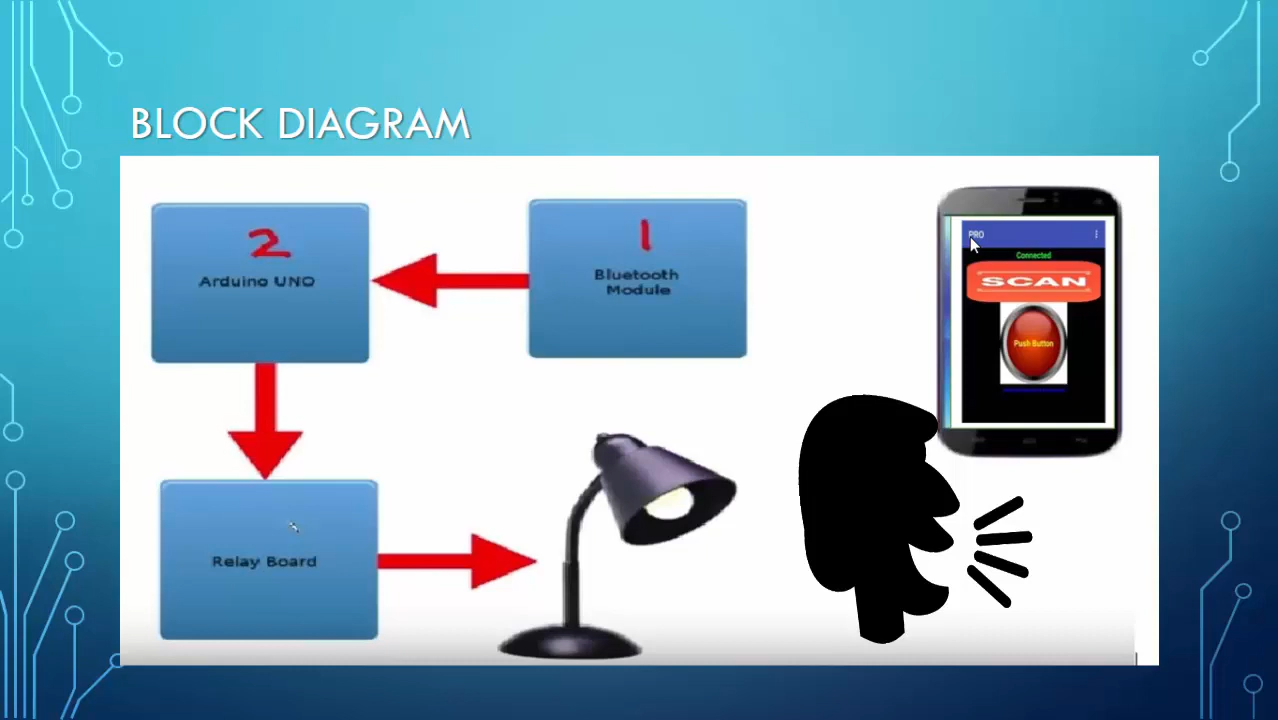 BLOCK DIAGRAM
2
Arduino UNO
1
Bluetooth
Module
Relay Board
PRO
Connected
SCAN
Push Button